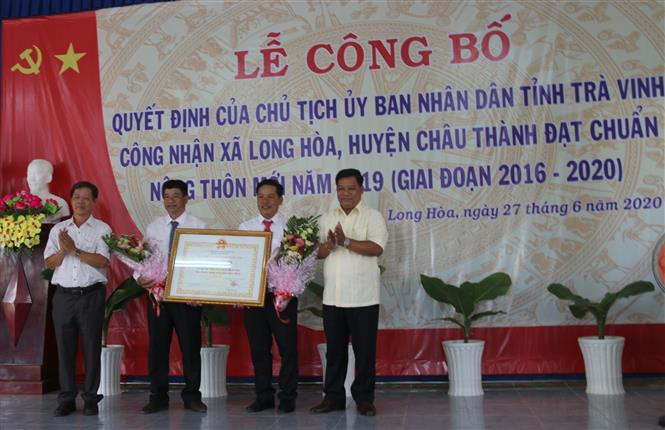 LỄ CÔNG BỐ
QUYẾT ĐỊNH CỦA CHỦ TỊCH ỦY BAN NHÂN DÂN TỈNH TRÀ VINH
CÔNG NHẬN XÃ LONG HÒA, HUYỆN CHÂU THÀNH ĐẠT CHUẨN
NÔNG THÔN MỚI NĂM 2019 (GIAI ĐOẠN 2016 - 2020)
Long Hòa, ngày 27 tháng 6 năm 2020